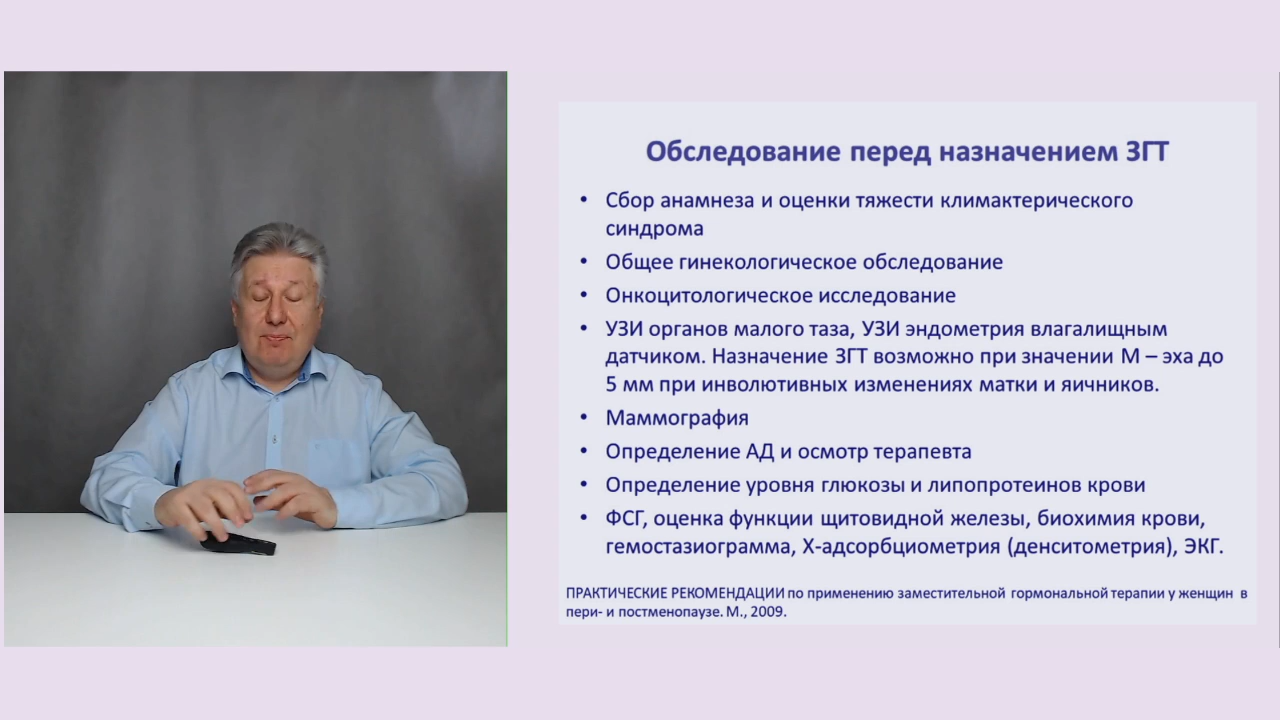 Обследование перед назначением ЗГТ
• Сбор анамнеза и оценки тяжести климактерического
синдрома
• Общее гинекологическое обследование
• Онкоцитологическое исследование
• УЗИ органов малого таза, УЗИ эндометрия влагалищным
датчиком. Назначение ЗГТ возможно при значении М – эха до
5 мм при инволютивных изменениях матки и яичников.
• Маммография
• Определение АД и осмотр терапевта
• Определение уровня глюкозы и липопротеинов крови
• ФСГ, оценка функции щитовидной железы, биохимия крови,
гемостазиограмма, Х-адсорбциометрия (денситометрия), ЭКГ.
ПРАКТИЧЕСКИЕ РЕКОМЕНДАЦИИ по применению заместительной гормональной терапии у женщин в
пери- и постменопаузе. М., 2009.